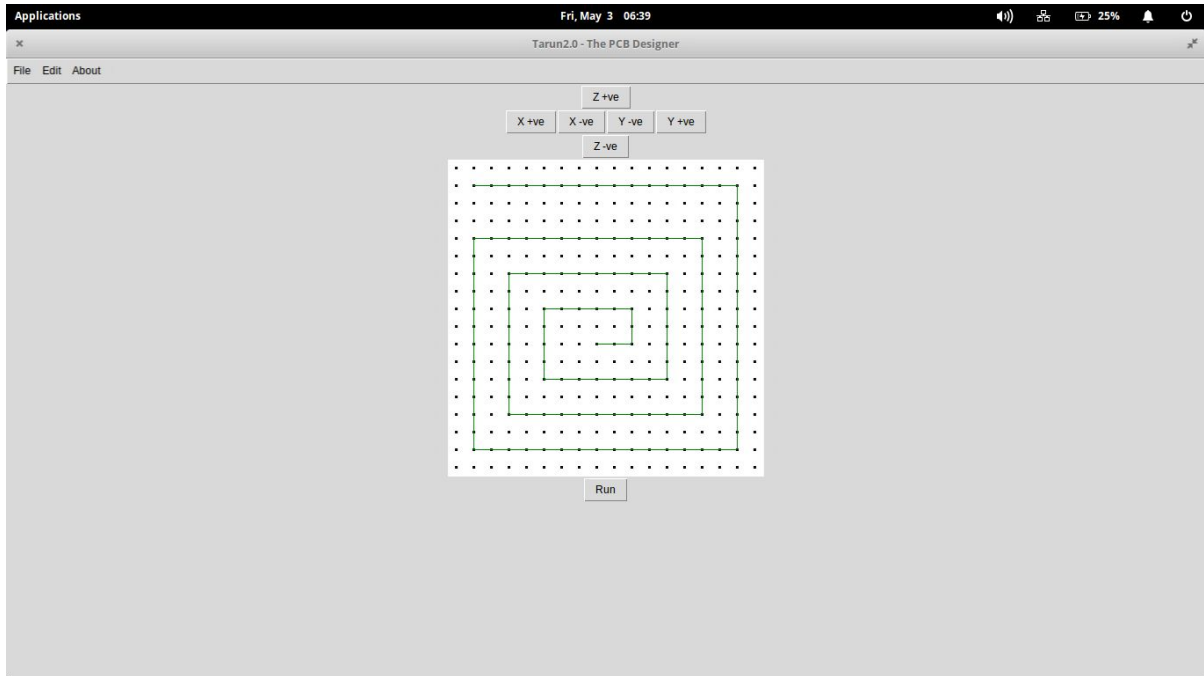 Applications Fri, May 3 06:39 25%
Tarun2.0 - The PCB Designer
File Edit About
Z +ve
X +ve X -ve Y -ve Y +ve
Z -ve
Run